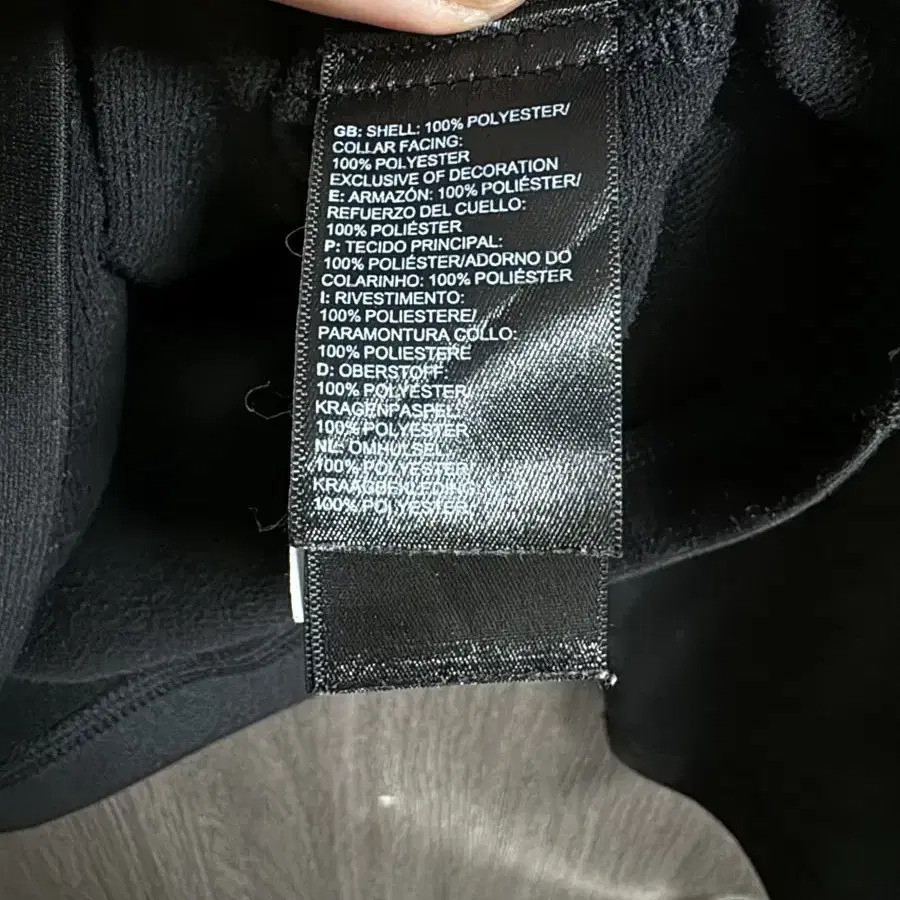 GB: SHELL: 100% POLYESTER/
COLLAR FACING:
100% POLYESTER
EXCLUSIVE OF DECORATION
E: ARMAZÓN: 100% POLIÉSTER/
REFUERZO DEL CUELLO:
100% POLIÉSTER
P: TECIDO PRINCIPAL:
100% POLIÉSTER/ADORNO DO
COLARINHO: 100% POLIÉSTER
I: RIVESTIMENTO:
100% POLIESTERE/
PARAMONTURA COLLO:
100% POLIESTERE
D: OBERSTOFF:
100% POLYESTER/
KRAGENPASPEL:
100% POLYESTER
NL: OMHULSEL:
100% POLYESTER/
KRAAGBEKLEDING:
100% POLYESTER